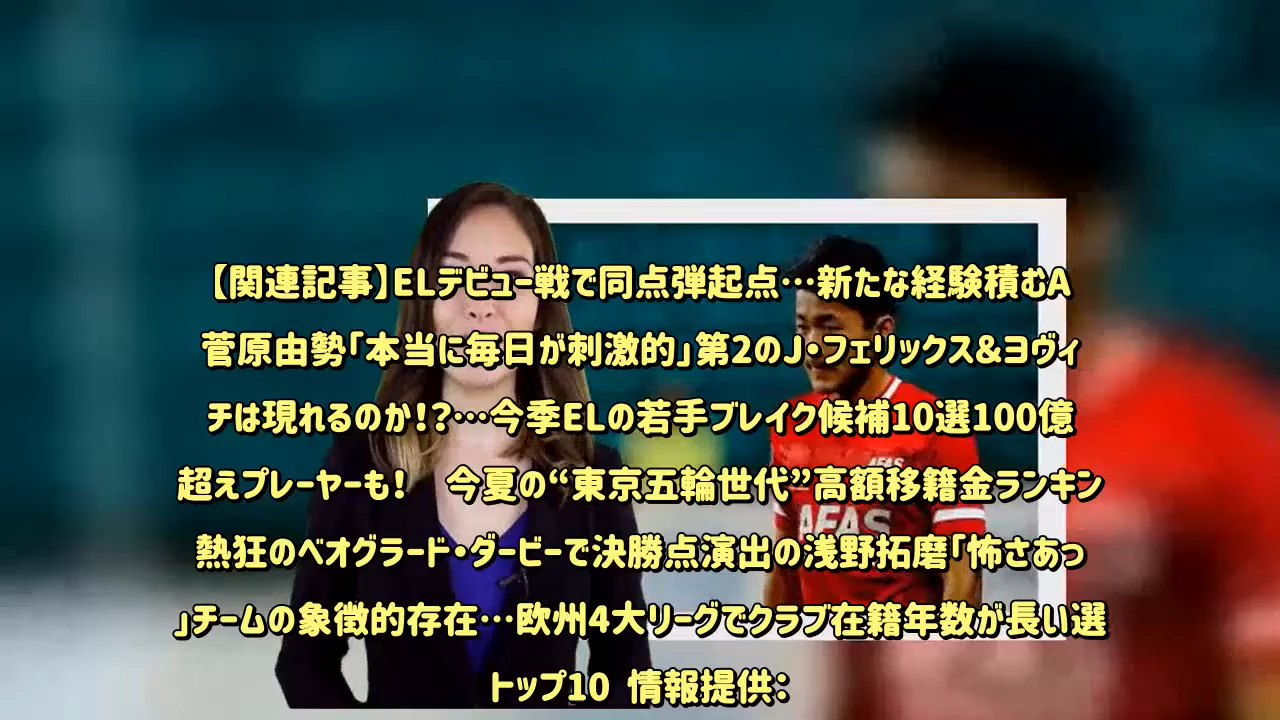 【関連記事】ELデビュー戦で同点弾起点…新たな経験積むA
菅原由勢「本当に毎日が刺激的」第2のJ・フェリックス&ヨヴィ
チは現れるのか!?…今季ELの若手ブレイク候補10選100億
超えプレーヤーも!　今夏の“東京五輪世代”高額移籍金ランキン
熱狂のベオグラード・ダービーで決勝点演出の浅野拓磨「怖さあっ
」チームの象徴的存在…欧州4大リーグでクラブ在籍年数が長い選
トップ10 情報提供:
AFAS
AFAS